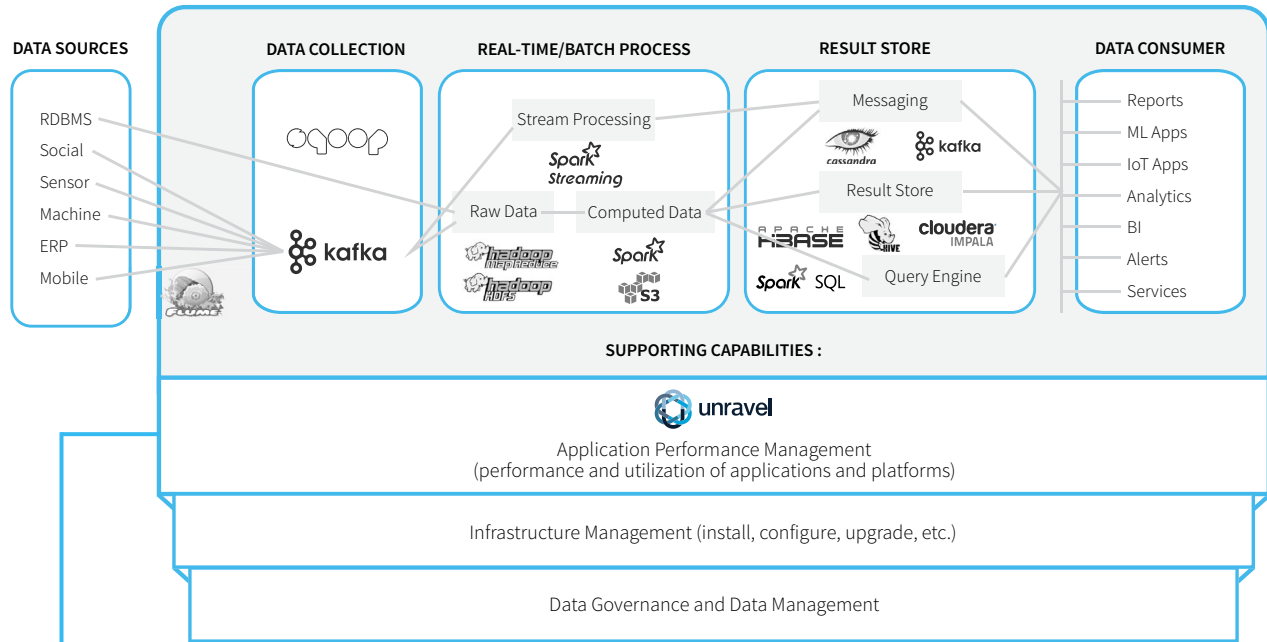 DATA SOURCES
RDBMS
Social
Sensor
Machine
ERP
Mobile
FLUME
DATA COLLECTION
sqoop
kafka
REAL-TIME/BATCH PROCESS
Stream Processing
Spark
Streaming
Raw Data
Computed Data
hadoop
Map Reduce
hadoop
HDFS
Spark
S3
RESULT STORE
Messaging
cassandra
kafka
Result Store
APACHE
HBASE
HIVE
cloudera
IMPALA
Spark SQL
Query Engine
DATA CONSUMER
Reports
ML Apps
IoT Apps
Analytics
BI
Alerts
Services
SUPPORTING CAPABILITIES :
unravel
Application Performance Management
(performance and utilization of applications and platforms)
Infrastructure Management (install, configure, upgrade, etc.)
Data Governance and Data Management